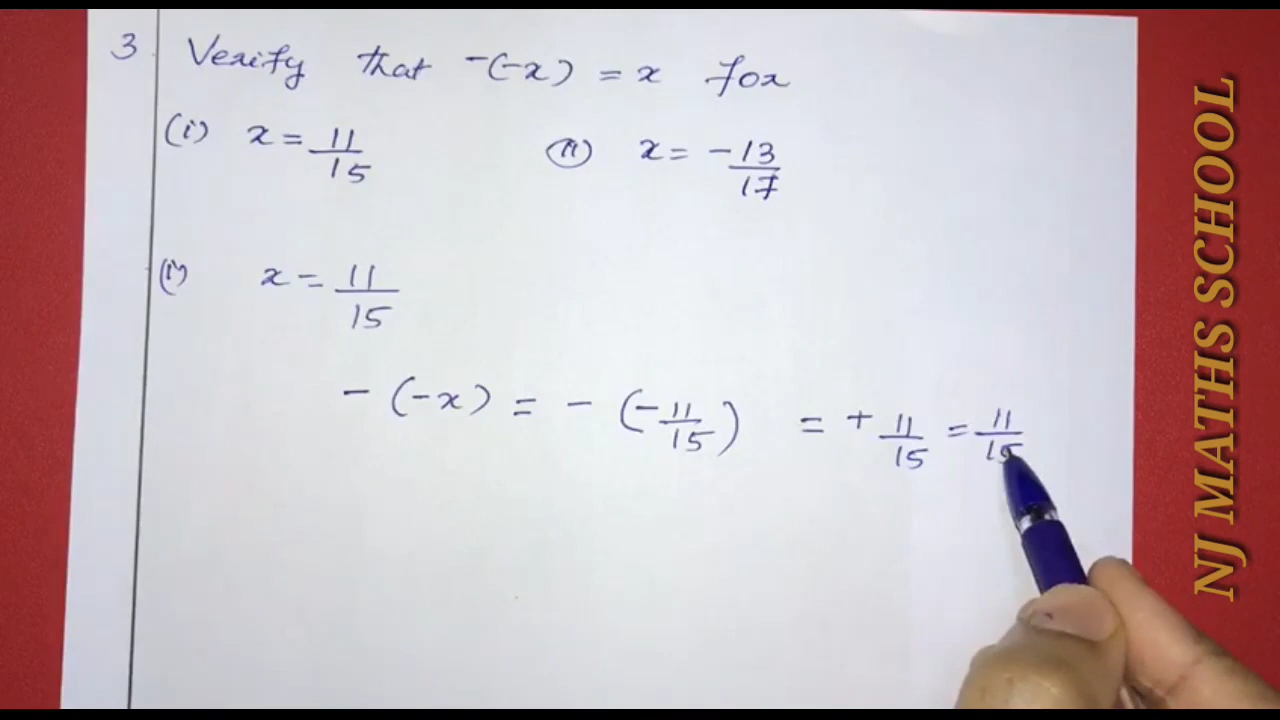 3 Verify that -(-x) = x for
(i) x = 11/15 (ii) x = -13/17
(i) x = 11/15
- (-x) = - (-11/15) = + 11/15 = 11/15
NJ MATHS SCHOOL